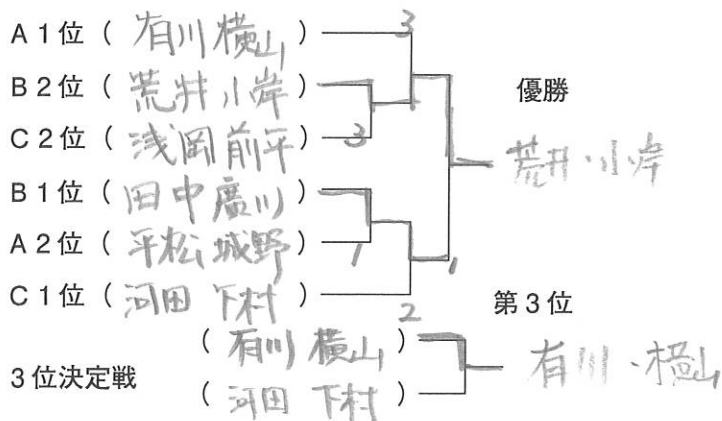 A1位 ( 有川 横山 ) 3
B2位 ( 荒井 小岸 ) 優勝
C2位 ( 浅岡 前平 ) 3 荒井・小岸
B1位 ( 田中 廣川 )
A2位 ( 平松 城野 ) 1 1
C1位 ( 河田 下村 ) 2 第3位
( 有川 横山 ) 有川・横山
3位決定戦
( 河田 下村 )